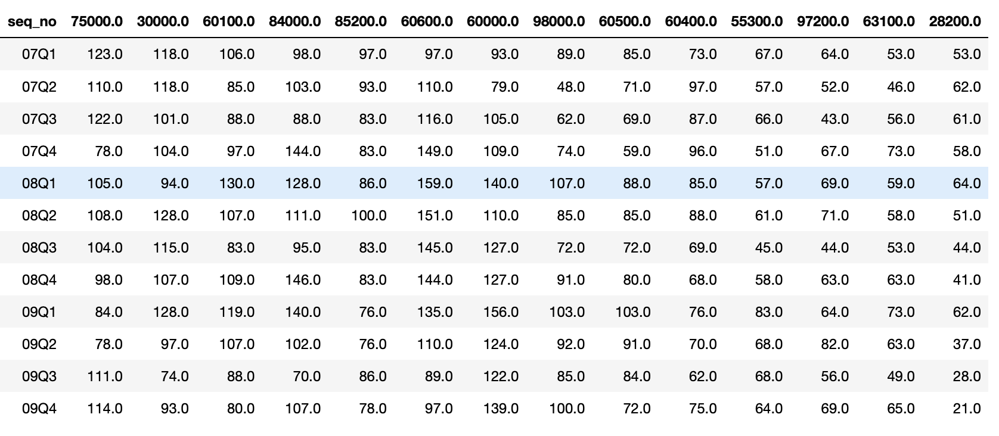 seq_no 75000.0 30000.0 60100.0 84000.0 85200.0 60600.0 60000.0 98000.0 60500.0 60400.0 55300.0 97200.0 63100.0 28200.0
07Q1 123.0 118.0 106.0 98.0 97.0 97.0 93.0 89.0 85.0 73.0 67.0 64.0 53.0 53.0
07Q2 110.0 118.0 85.0 103.0 93.0 110.0 79.0 48.0 71.0 97.0 57.0 52.0 46.0 62.0
07Q3 122.0 101.0 88.0 88.0 83.0 116.0 105.0 62.0 69.0 87.0 66.0 43.0 56.0 61.0
07Q4 78.0 104.0 97.0 144.0 83.0 149.0 109.0 74.0 59.0 96.0 51.0 67.0 73.0 58.0
08Q1 105.0 94.0 130.0 128.0 86.0 159.0 140.0 107.0 88.0 85.0 57.0 69.0 59.0 64.0
08Q2 108.0 128.0 107.0 111.0 100.0 151.0 110.0 85.0 85.0 88.0 61.0 71.0 58.0 51.0
08Q3 104.0 115.0 83.0 95.0 83.0 145.0 127.0 72.0 72.0 69.0 45.0 44.0 53.0 44.0
08Q4 98.0 107.0 109.0 146.0 83.0 144.0 127.0 91.0 80.0 68.0 58.0 63.0 63.0 41.0
09Q1 84.0 128.0 119.0 140.0 76.0 135.0 156.0 103.0 103.0 76.0 83.0 64.0 73.0 62.0
09Q2 78.0 97.0 107.0 102.0 76.0 110.0 124.0 92.0 91.0 70.0 68.0 82.0 63.0 37.0
09Q3 111.0 74.0 88.0 70.0 86.0 89.0 122.0 85.0 84.0 62.0 68.0 56.0 49.0 28.0
09Q4 114.0 93.0 80.0 107.0 78.0 97.0 139.0 100.0 72.0 75.0 64.0 69.0 65.0 21.0